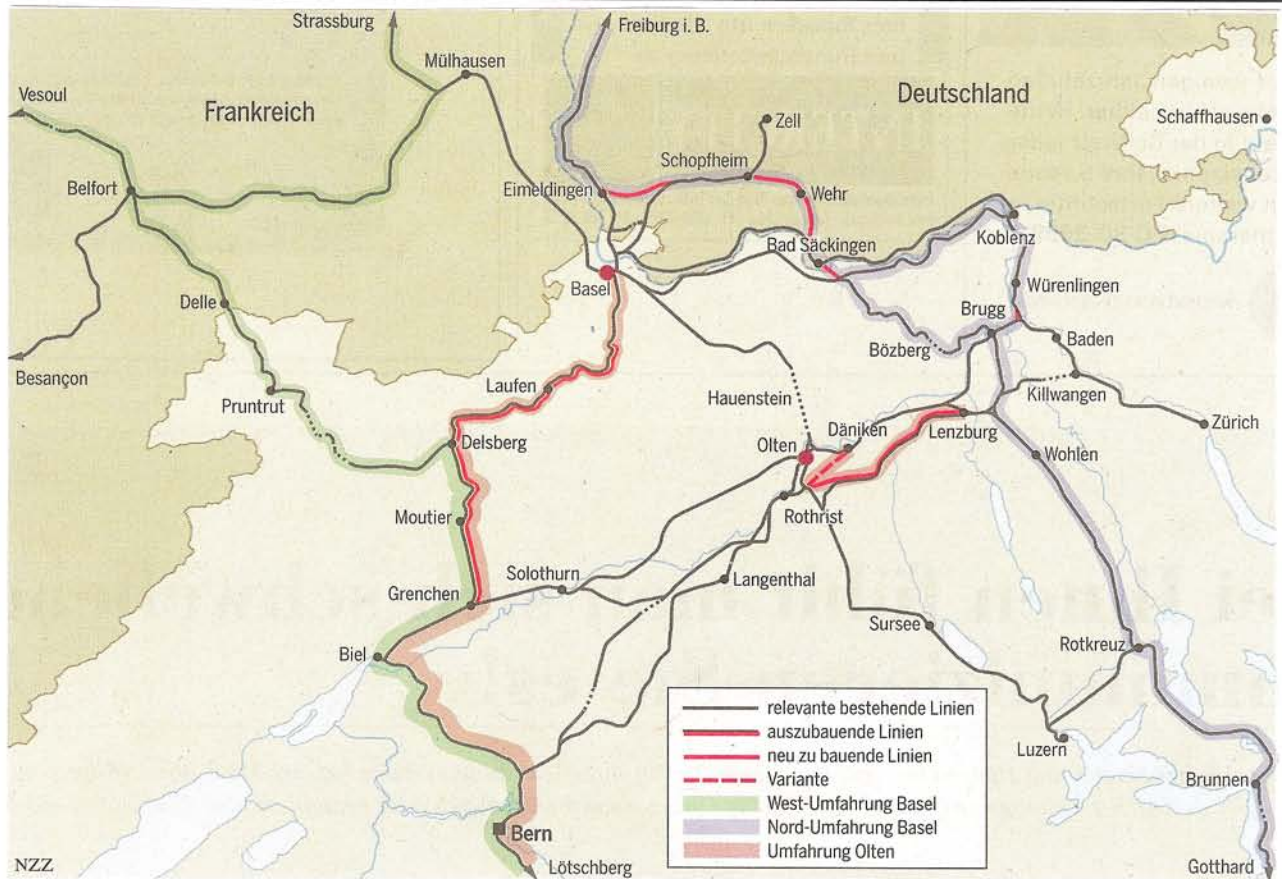 Strassburg
Freiburg i. B.
Mülhausen
Vesoul
Frankreich
Deutschland
Zell
Schaffhausen
Schopfheim
Belfort
Eimeldingen
Wehr
Bad Säckingen
Koblenz
Basel
Würenlingen
Delle
Brugg
Baden
Bözberg
Besançon
Laufen
Killwangen
Pruntrut
Hauenstein
Däniken
Zürich
Delsberg
Olten
Lenzburg
Wohlen
Moutier
Rothrist
Solothurn
Langenthal
Grenchen
Sursee
Rotkreuz
Biel
relevante bestehende Linien
auszubauende Linien
neu zu bauende Linien
Variante
West-Umfahrung Basel
Nord-Umfahrung Basel
Umfahrung Olten
Luzern
Brunnen
Bern
NZZ
Lötschberg
Gotthard